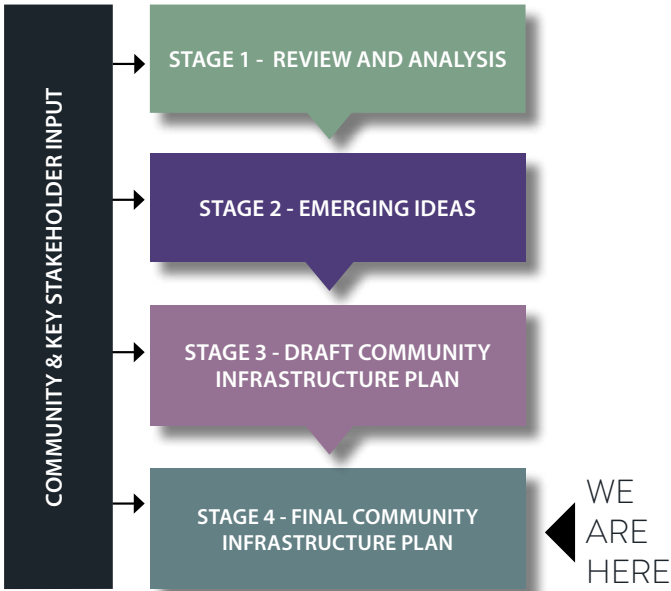 COMMUNITY & KEY STAKEHOLDER INPUT
STAGE 1 - REVIEW AND ANALYSIS
STAGE 2 - EMERGING IDEAS
STAGE 3 - DRAFT COMMUNITY
INFRASTRUCTURE PLAN
STAGE 4 - FINAL COMMUNITY
INFRASTRUCTURE PLAN
WE
ARE
HERE